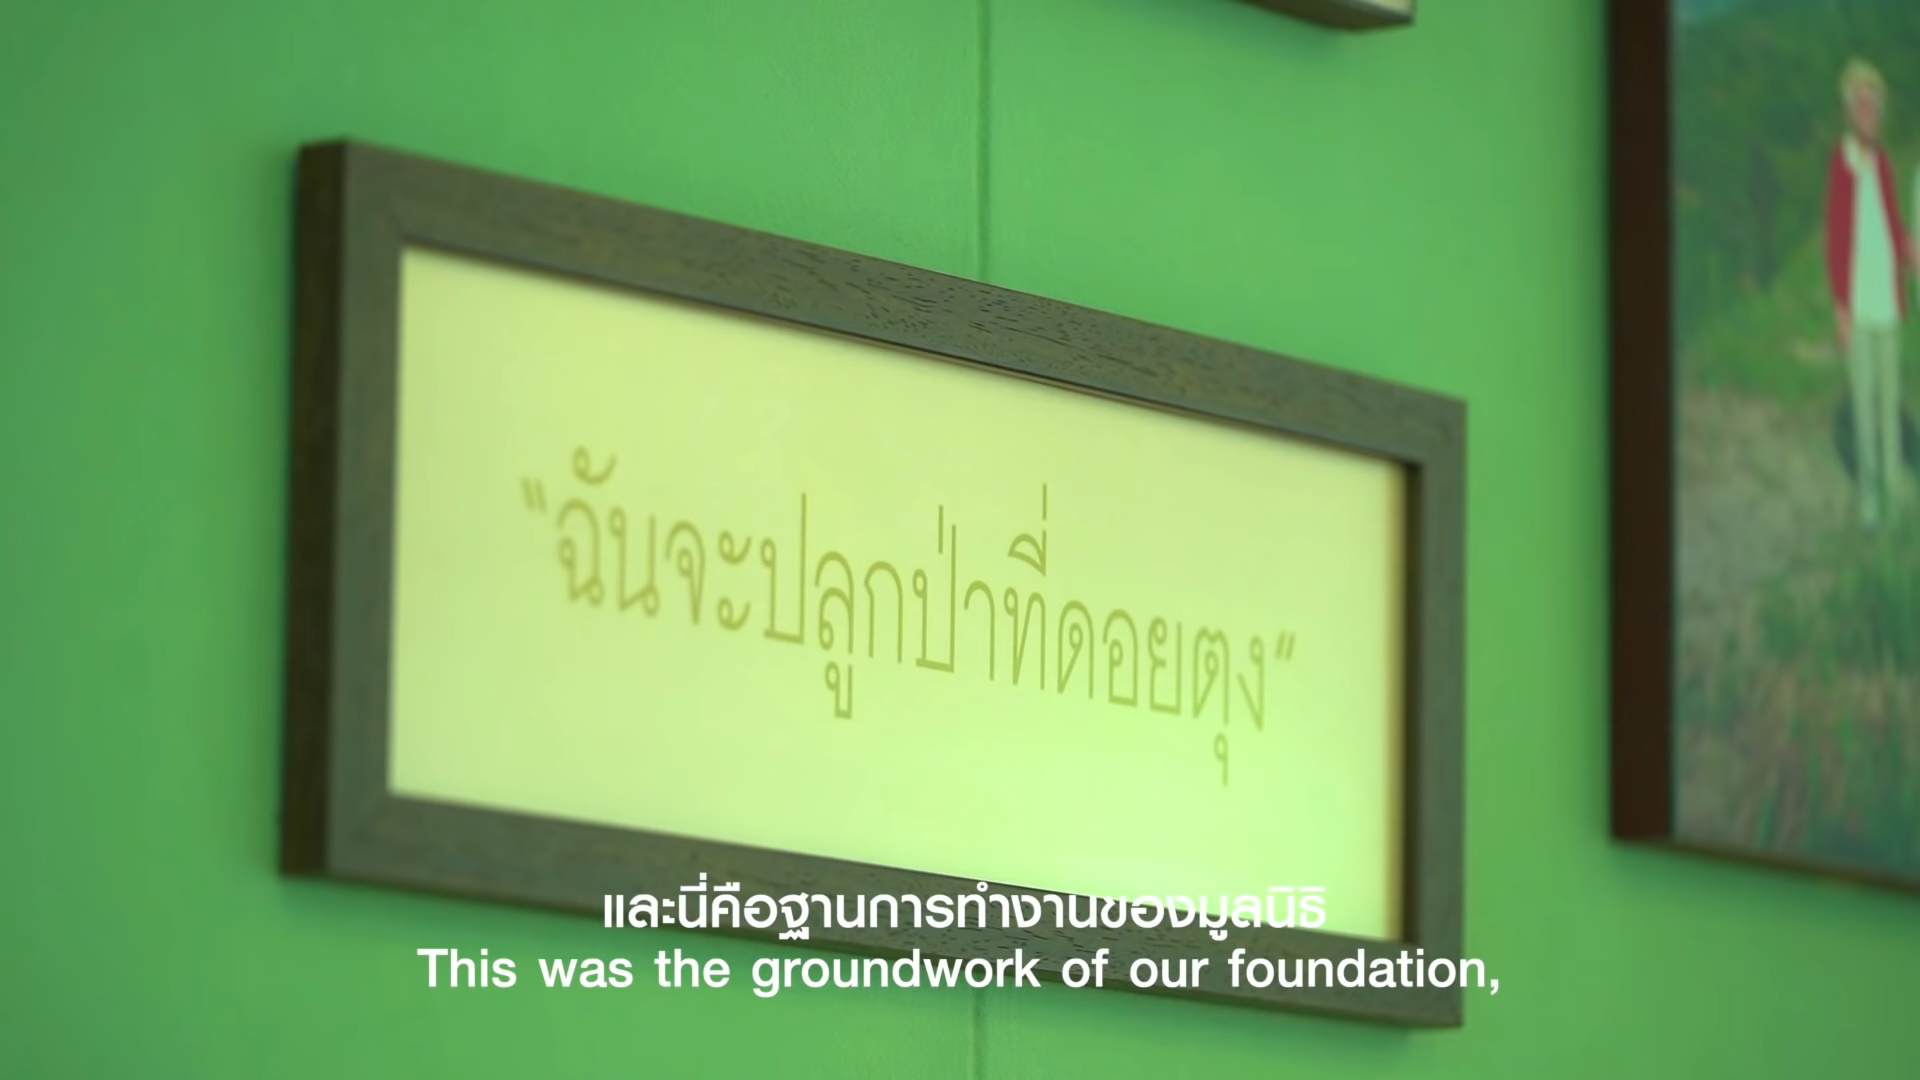 "ฉันจะปลูกป่าที่ดอยตุง"
และนี่คือฐานการทำงานของมูลนิธิ
This was the groundwork of our foundation,